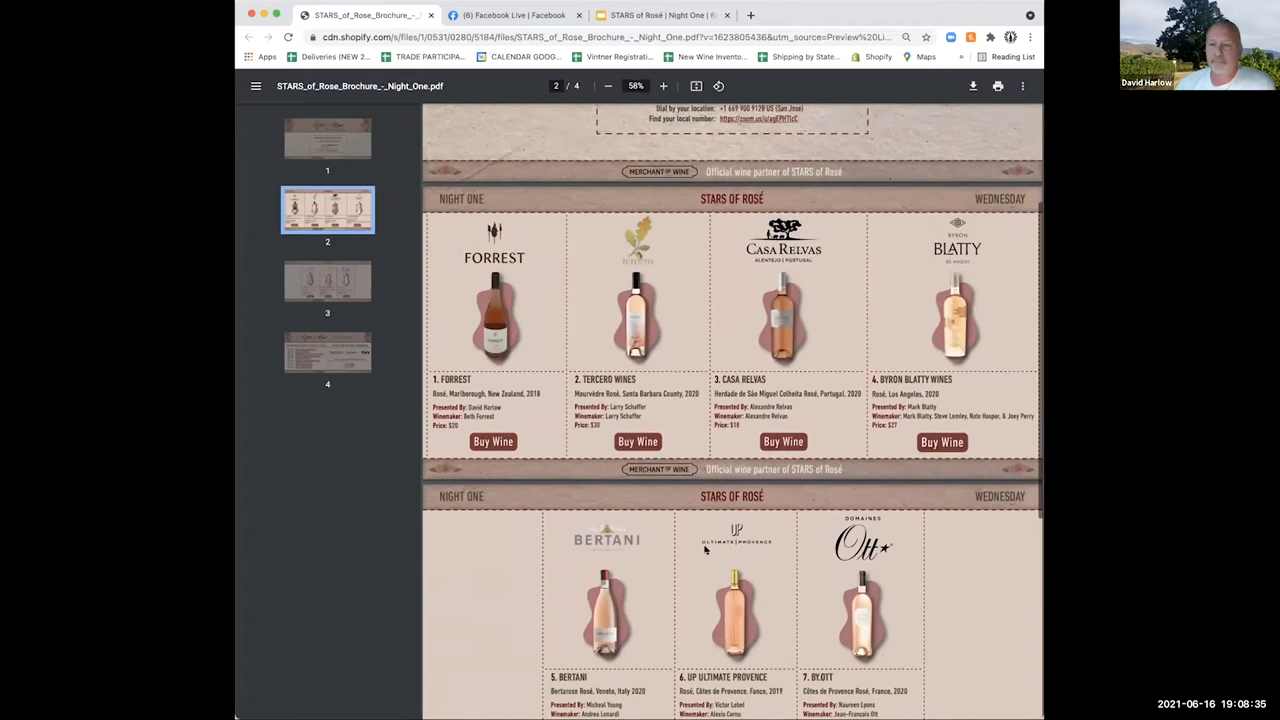 STARS_of_Rose_Brochure_-_
(6) Facebook Live | Facebook
STARS of Rosé | Night One | 6/
cdn.shopify.com/s/files/1/0531/0280/5184/files/STARS_of_Rose_Brochure_-_Night_One.pdf?v=1623805436&utm_source=Preview%20Li...
Apps
Deliveries (NEW 2...
TRADE PARTICIPA...
CALENDAR GOOG...
Vintner Registrati...
New Wine Invento...
Shipping by State...
Shopify
Maps
»
Reading List
STARS_of_Rose_Brochure_-_Night_One.pdf
2 / 4
58%
1
2
3
4
Dial by your location: +1 669 900 9128 US (San Jose)
Find your local number:
MERCHANT OF WINE Official wine partner of STARS of Rosé
NIGHT ONE STARS OF ROSÉ WEDNESDAY
FORREST
tercero
CASA RELVAS
ALENTEJO | PORTUGAL
BYRON
BLATTY
LOS ANGELES
1. FORREST
Rosé, Marlborough, New Zealand, 2018
Presented By: David Harlow
Winemaker: Beth Forrest
Price: $20
Buy Wine
2. TERCERO WINES
Mourvèdre Rosé, Santa Barbara County, 2020
Presented By: Larry Schaffer
Winemaker: Larry Schaffer
Price: $30
Buy Wine
3. CASA RELVAS
Herdade de São Miguel Colheita Rosé, Portugal, 2020
Presented By: Alexandre Relvas
Winemaker: Alexandre Relvas
Price: $18
Buy Wine
4. BYRON BLATTY WINES
Rosé, Los Angeles, 2020
Presented By: Mark Blatty
Winemaker: Mark Blatty, Steve Lemley, Nate Hasper, & Joey Perry
Price: $27
Buy Wine
MERCHANT OF WINE Official wine partner of STARS of Rosé
NIGHT ONE STARS OF ROSÉ WEDNESDAY
BERTANI
UP
ULTIMATE | PROVENCE
DOMAINES
Ott
5. BERTANI
Bertarose Rosé, Veneto, Italy 2020
Presented By: Micheal Young
Winemaker: Andrea Lonardi
6. UP ULTIMATE PROVENCE
Rosé, Côtes de Provence, Fance, 2019
Presented By: Victor Lebel
Winemaker: Alexis Cornu
7. BY.OTT
Côtes de Provence Rosé, France, 2020
Presented By: Naureen Lyons
Winemaker: Jean-François Ott
David Harlow
2021-06-16 19:08:35